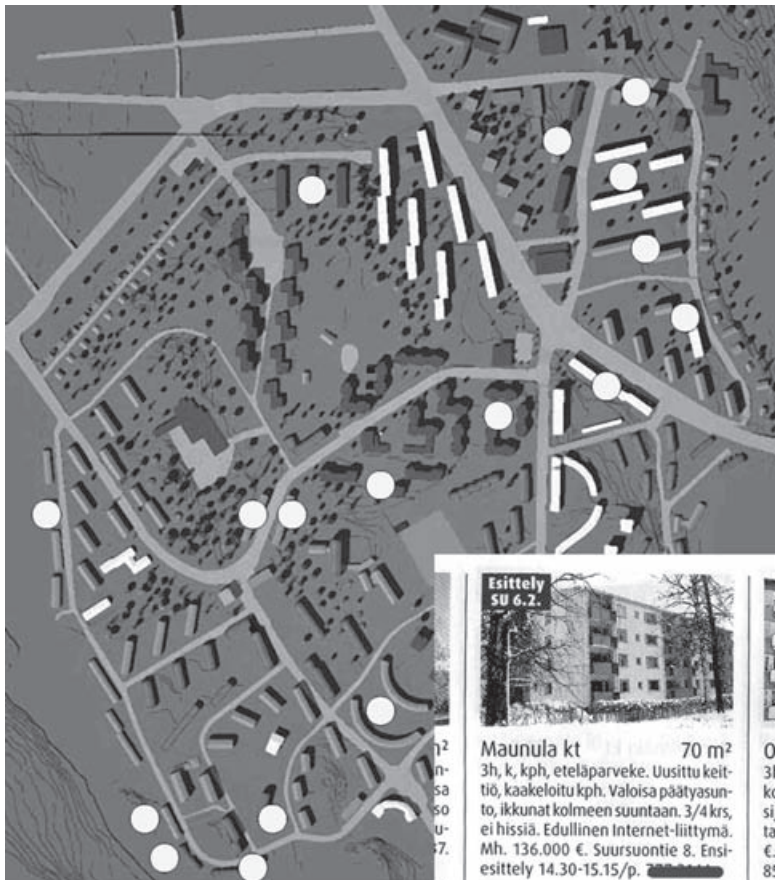 Esittely
SU 6.2.
Maunula kt 70 m²
3h, k, kph, eteläparveke. Uusittu keit-
tiö, kaakeloitu kph. Valoisa päätyasun-
to, ikkunat kolmeen suuntaan. 3/4 krs,
ei hissiä. Edullinen Internet-liittymä.
Mh. 136.000 €. Suursuontie 8. Ensi-
esittely 14.30-15.15/p.